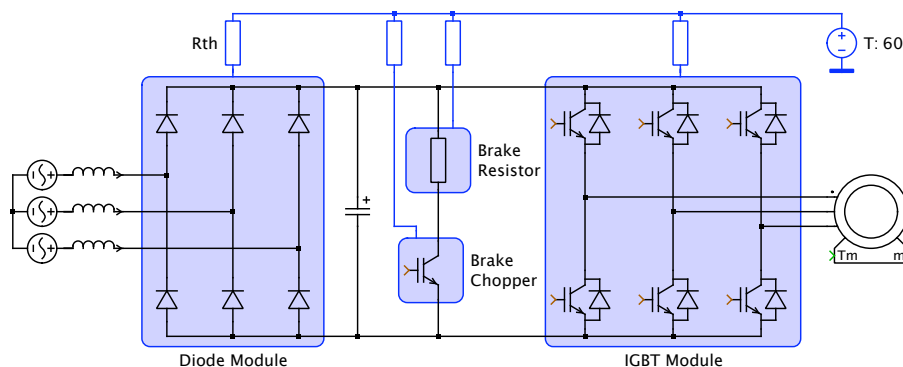 Rth
T: 60
Brake
Resistor
Brake
Chopper
Tm
m
Diode Module
IGBT Module